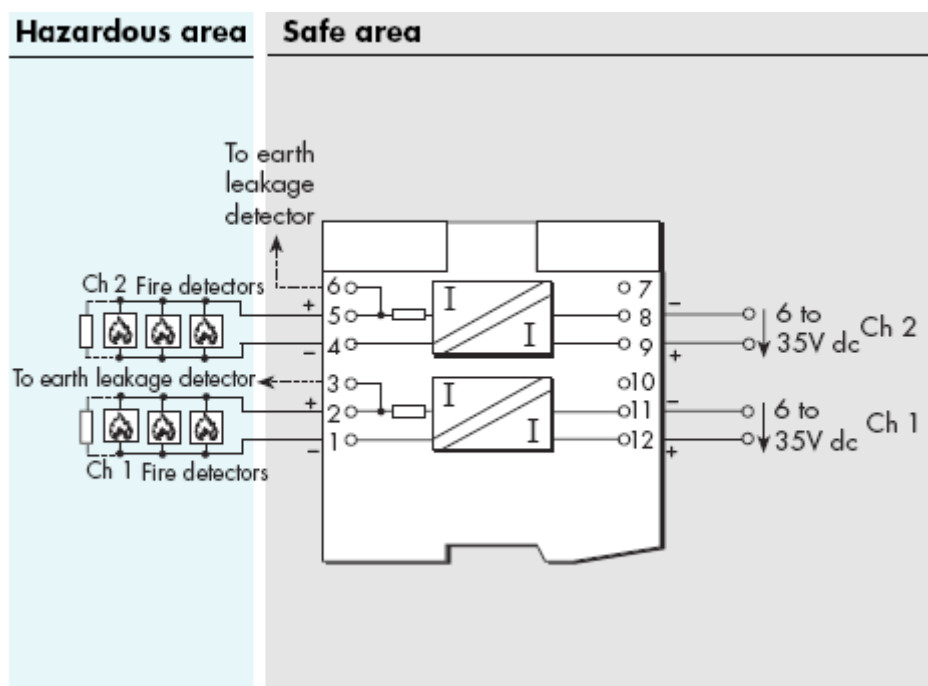 Hazardous area
Safe area
To earth
leakage
detector
Ch 2 Fire detectors
6
7
+
5
8
−
6 to
35V dc
Ch 2
−
4
9
+
To earth leakage detector
3
10
+
2
11
−
6 to
35V dc
Ch 1
−
1
12
+
Ch 1 Fire detectors
I
I
I
I